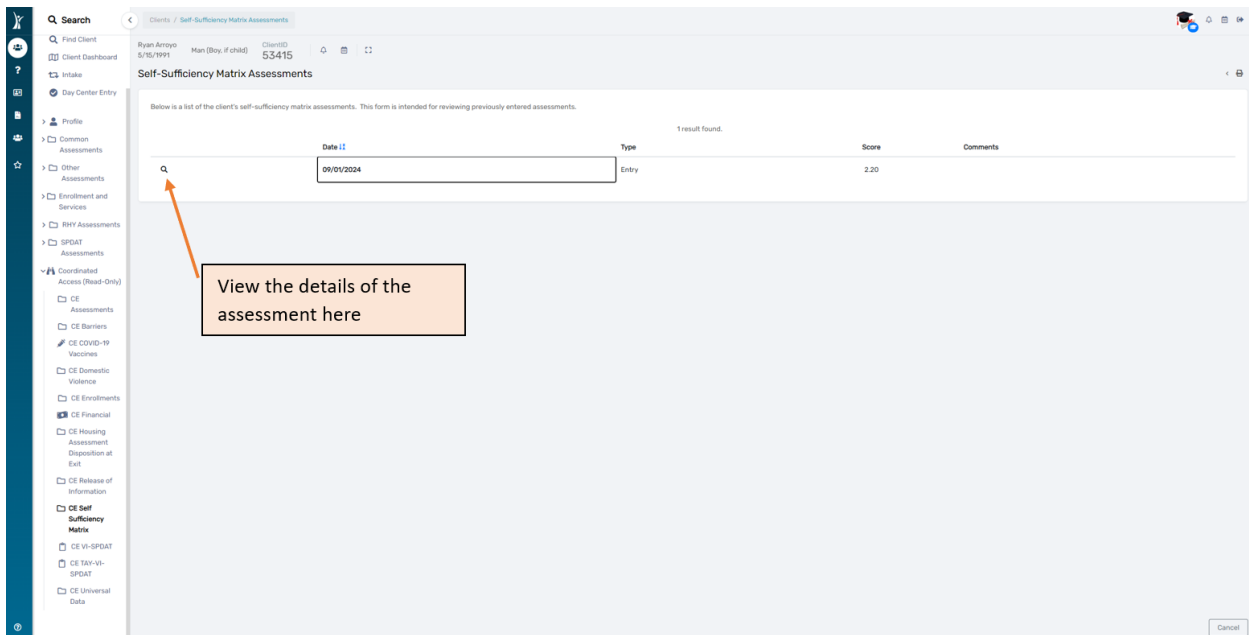 Search
Clients / Self-Sufficiency Matrix Assessments
Find Client
Client Dashboard
Intake
Day Center Entry
Profile
Common
Assessments
Other
Assessments
Enrollment and
Services
RHY Assessments
SPDAT
Assessments
Coordinated
Access (Read-Only)
CE
Assessments
CE Barriers
CE COVID-19
Vaccines
CE Domestic
Violence
CE Enrollments
CE Financial
CE Housing
Assessment
Disposition at
Exit
CE Release of
Information
CE Self
Sufficiency
Matrix
CE VI-SPDAT
CE TAY-VI-
SPDAT
CE Universal
Data
Ryan Arroyo
5/15/1991
Man (Boy, if child)
ClientID
53415
Self-Sufficiency Matrix Assessments
Below is a list of the client's self-sufficiency matrix assessments. This form is intended for reviewing previously entered assessments.
1 result found.
Date Type Score Comments
09/01/2024 Entry 2.20
View the details of the
assessment here
Cancel